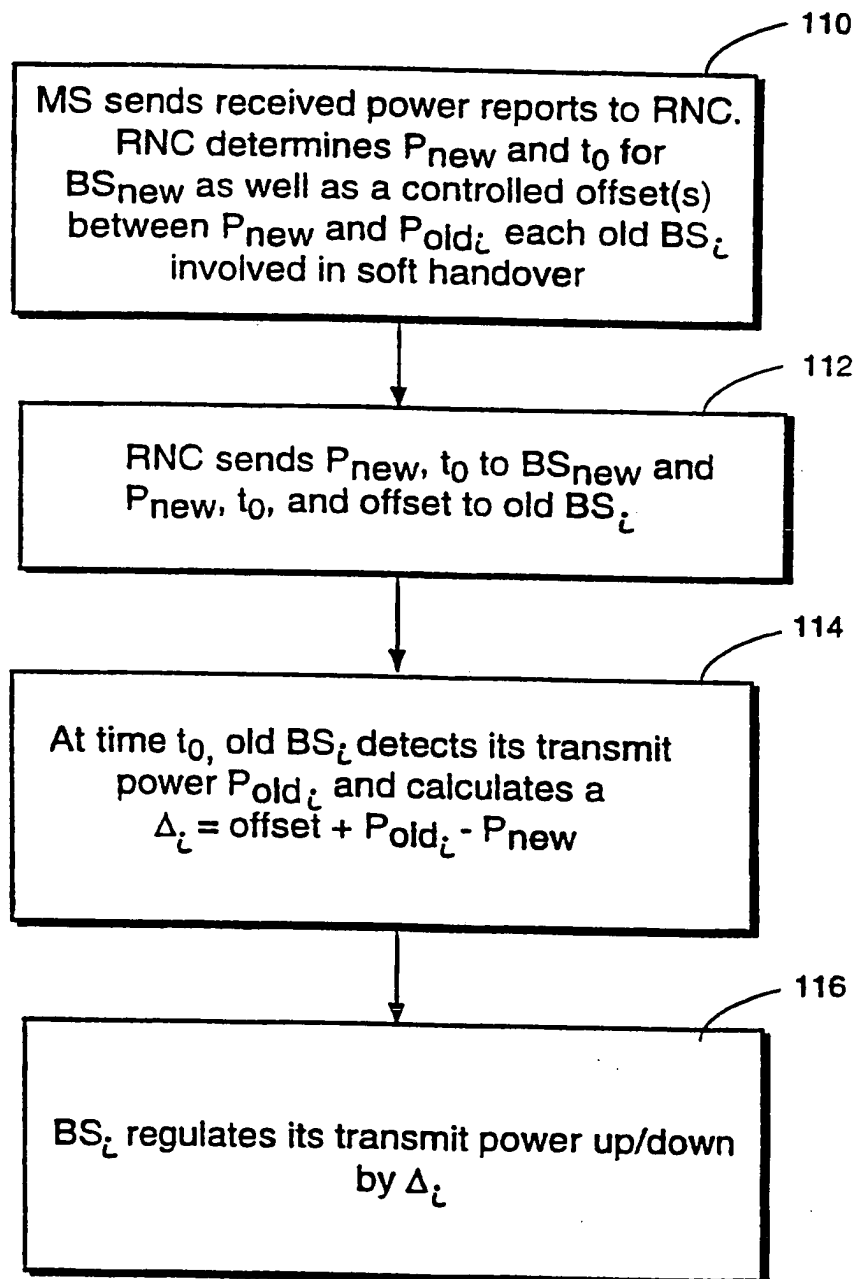 110
MS sends received power reports to RNC.
RNC determines Pnew and t0 for
BSnew as well as a controlled offset(s)
between Pnew and Poldi each old BSi
involved in soft handover
112
RNC sends Pnew, t0 to BSnew and
Pnew, t0, and offset to old BSi
114
At time t0, old BSi detects its transmit
power Poldi and calculates a
Δi = offset + Poldi - Pnew
116
BSi regulates its transmit power up/down
by Δi